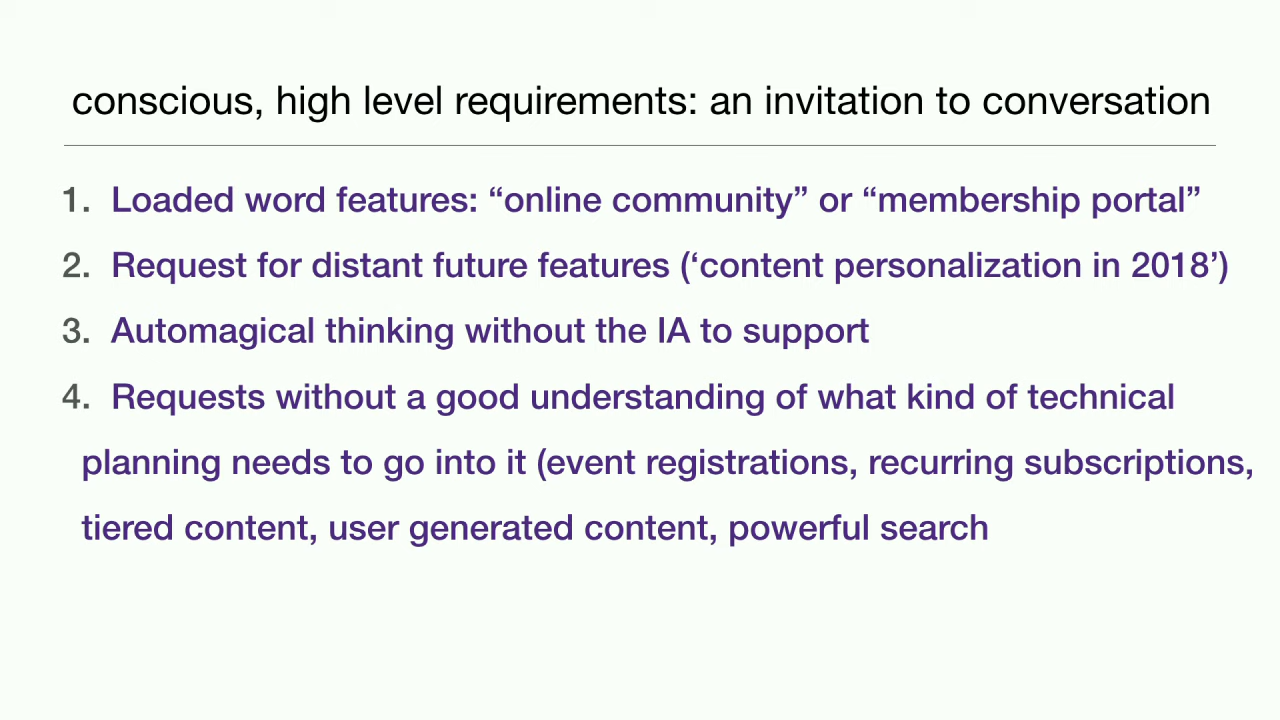 conscious, high level requirements: an invitation to conversation
1. Loaded word features: “online community” or “membership portal”
2. Request for distant future features (‘content personalization in 2018’)
3. Automagical thinking without the IA to support
4. Requests without a good understanding of what kind of technical
planning needs to go into it (event registrations, recurring subscriptions,
tiered content, user generated content, powerful search